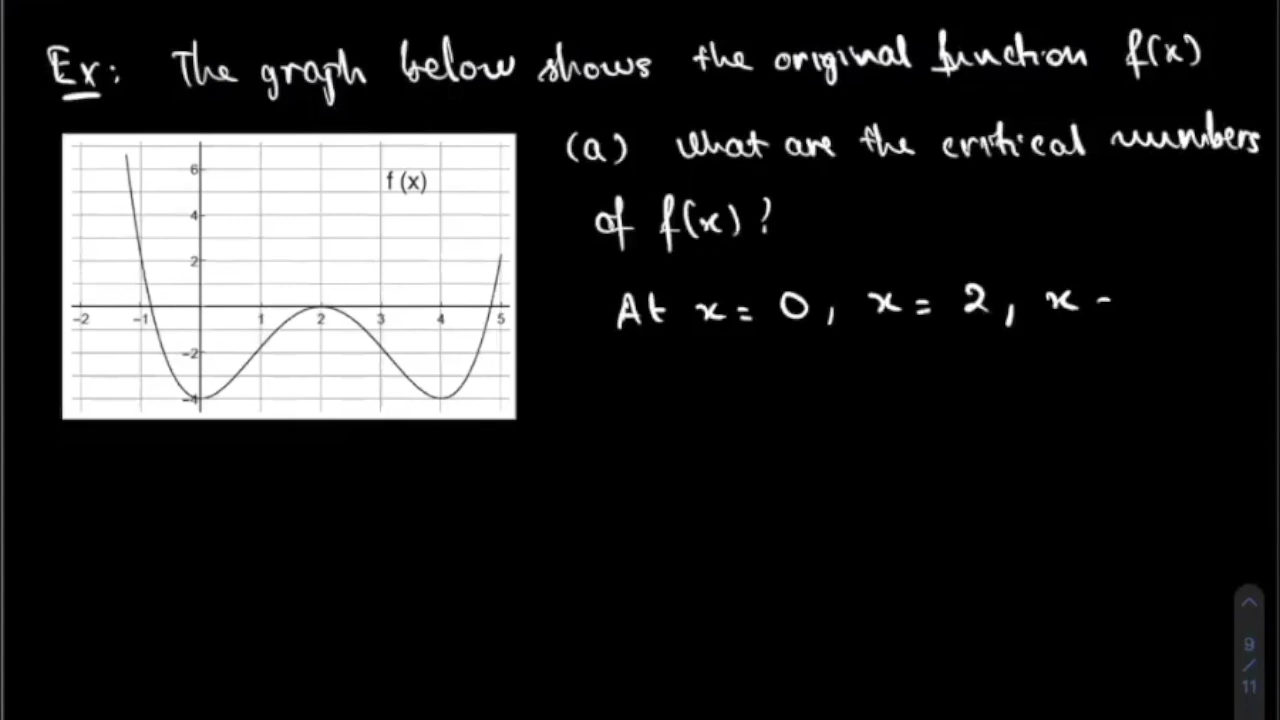 Ex: The graph below shows the original function f(x)
(a) What are the critical numbers
of f(x)?
At x = 0, x = 2, x -
f (x)
6
4
2
-2 -1 1 2 3 4 5
-2
-4
9
/
11